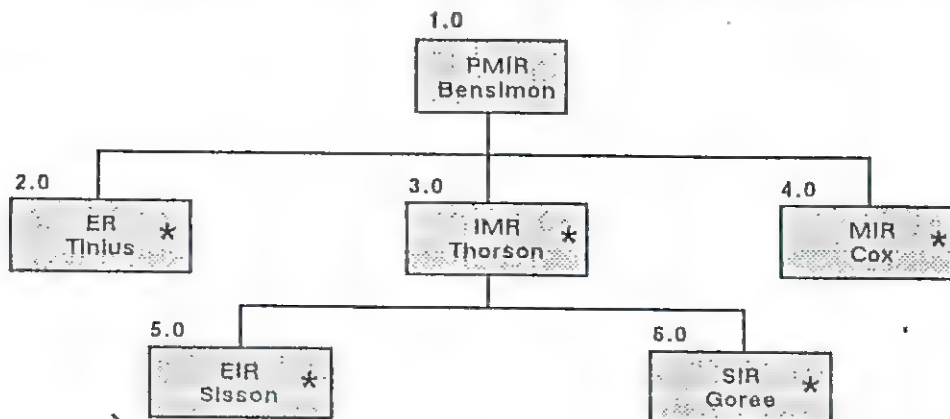 1.0
PMIR
Bensimon
2.0
ER
Tinius *
3.0
IMR
Thorson *
4.0
MIR
Cox *
5.0
EIR
Sisson *
6.0
SIR
Goree *